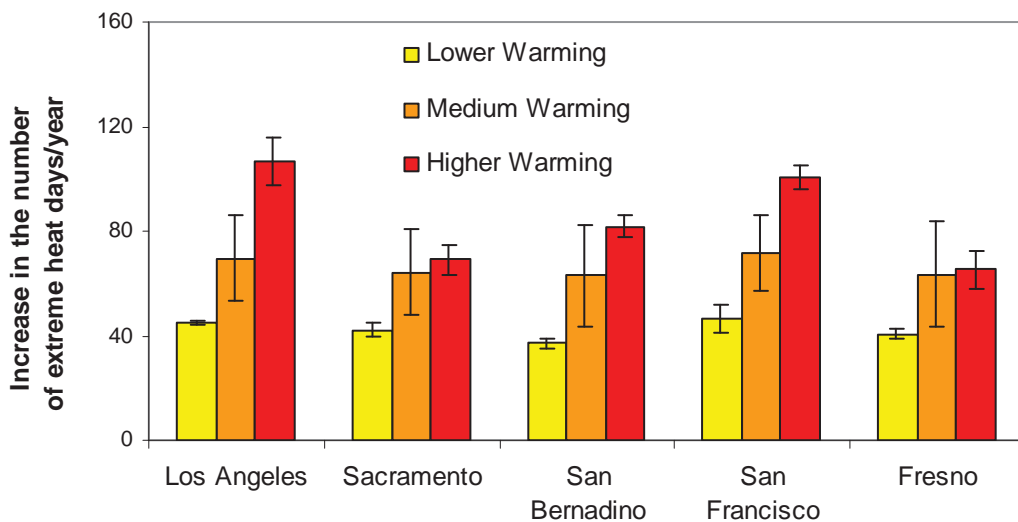 Increase in the number
of extreme heat days/year
160
120
80
40
0
Lower Warming
Medium Warming
Higher Warming
Los Angeles
Sacramento
San
Bernadino
San
Francisco
Fresno